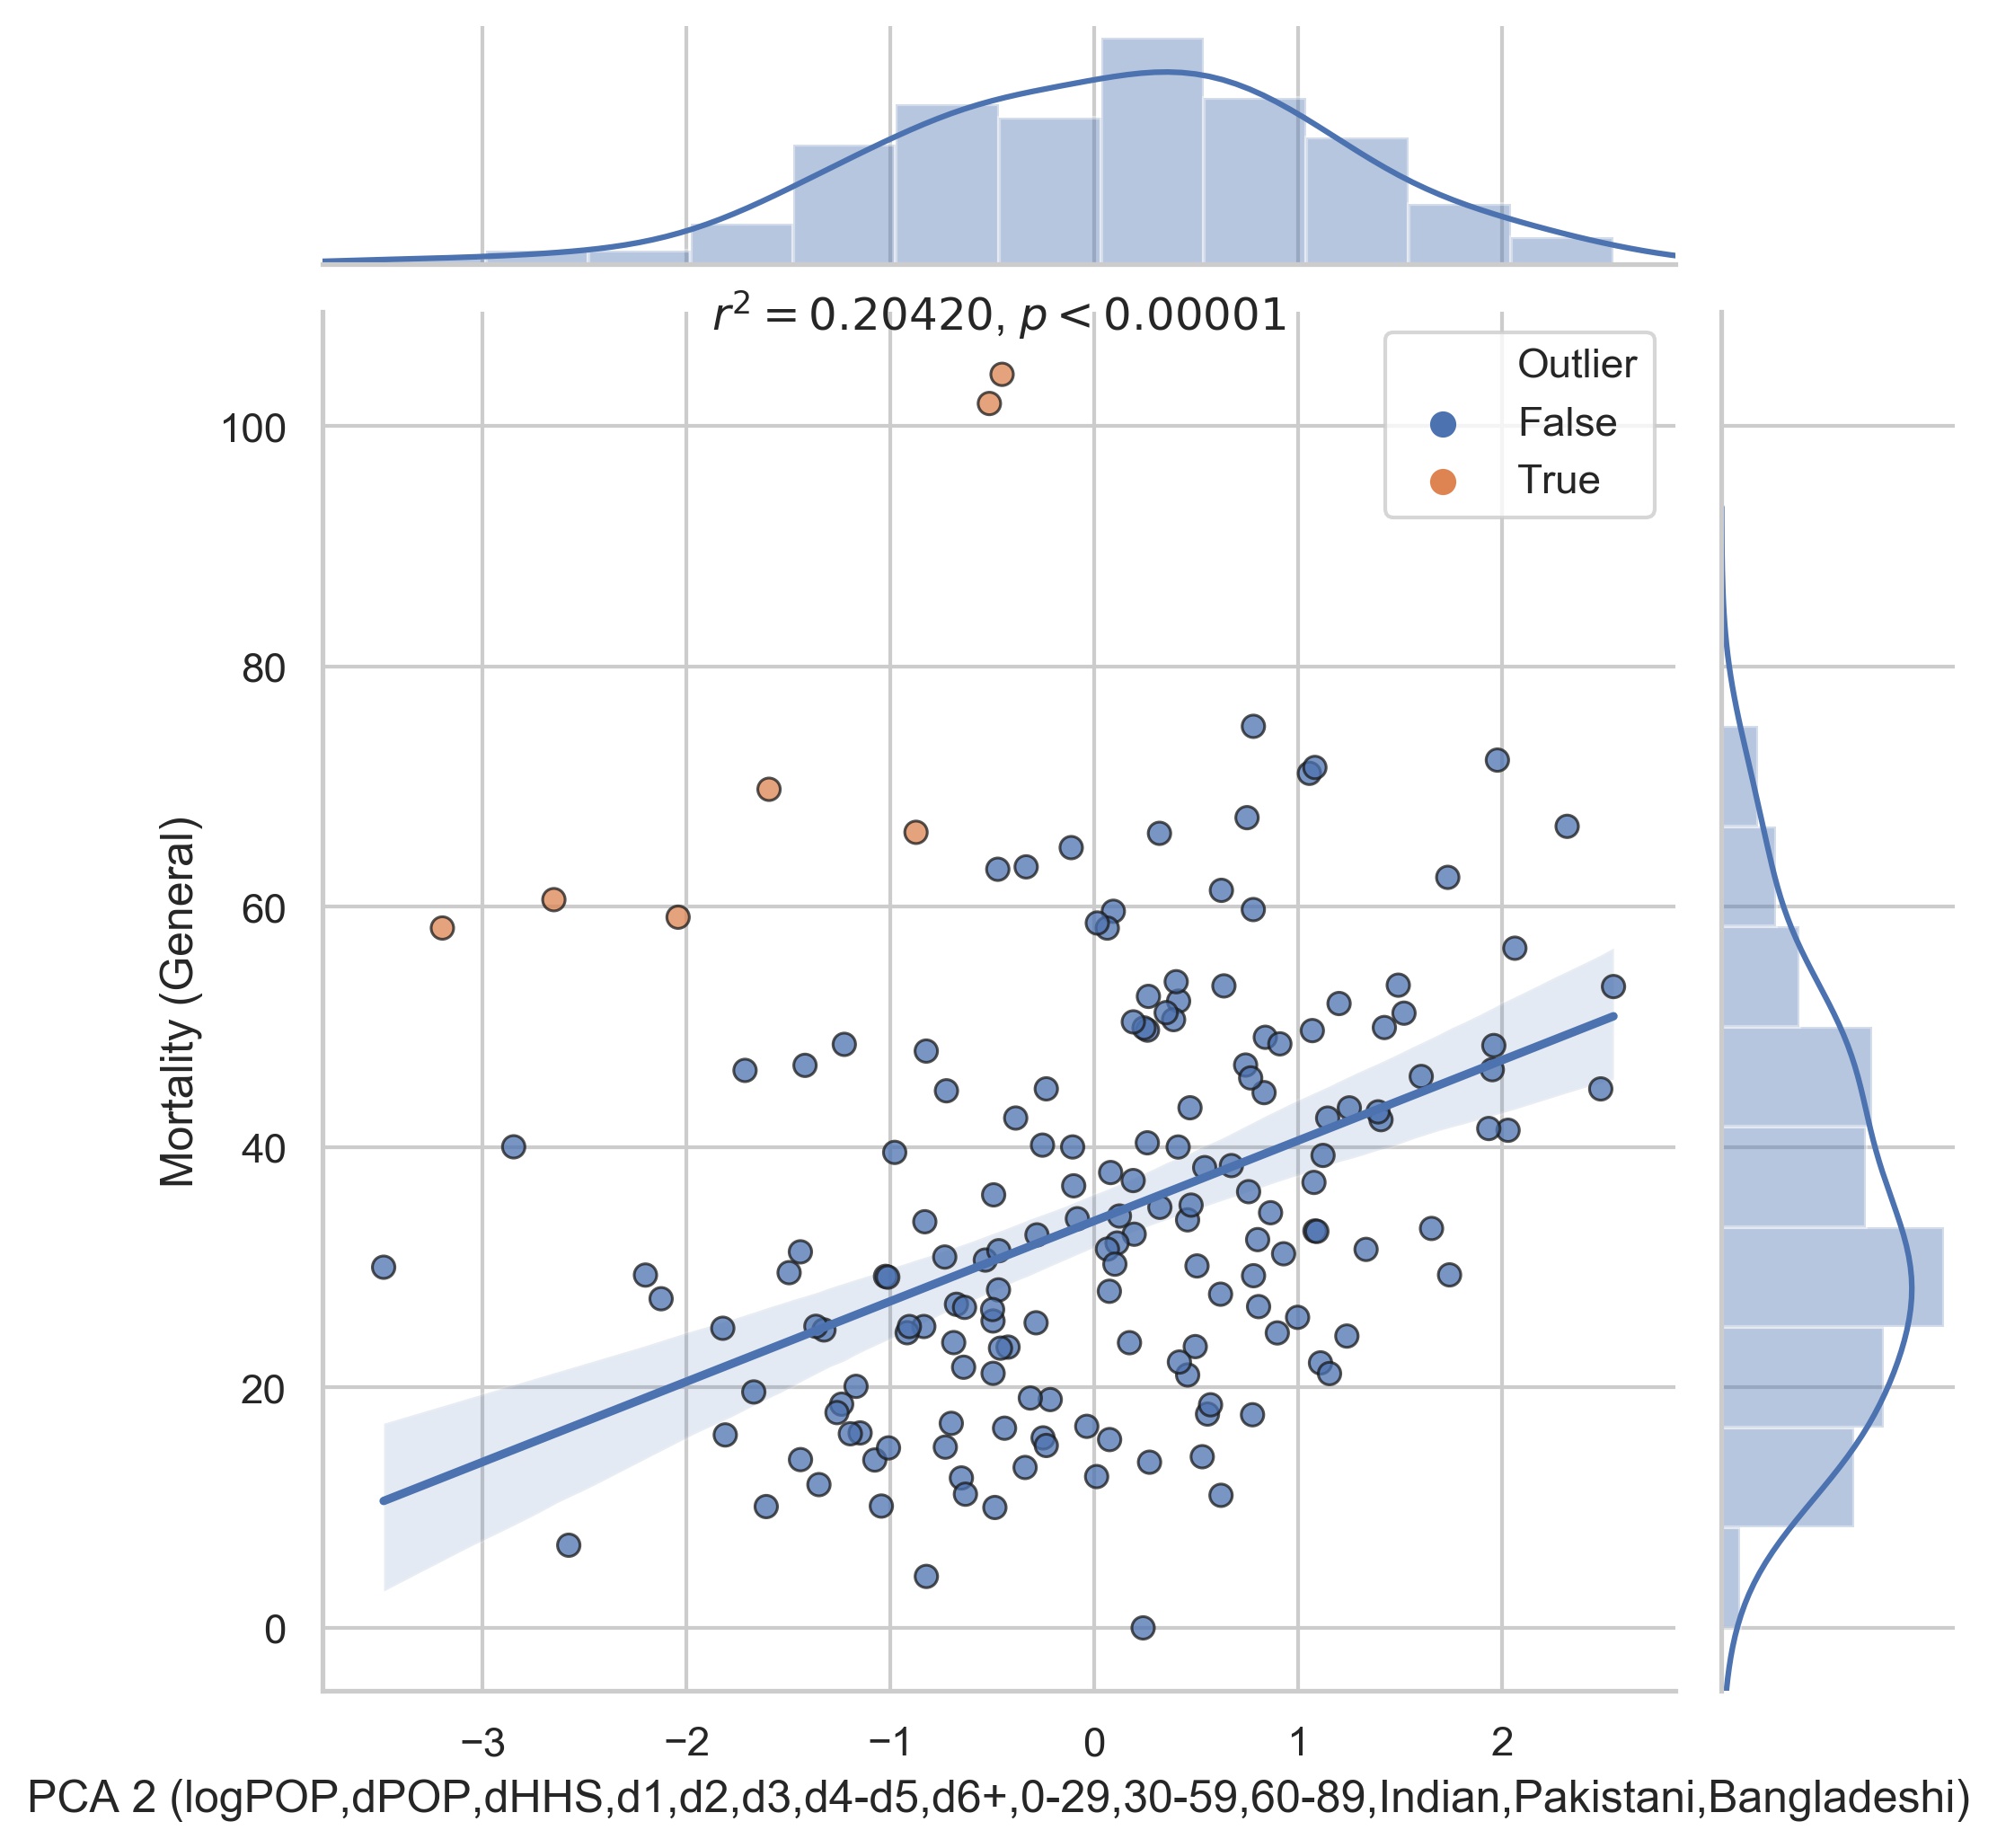 r² = 0.20420, p < 0.00001
Outlier
False
True
100
80
60
40
20
0
Mortality (General)
−3 −2 −1 0 1 2
PCA 2 (logPOP,dPOP,dHHS,d1,d2,d3,d4-d5,d6+,0-29,30-59,60-89,Indian,Pakistani,Bangladeshi)